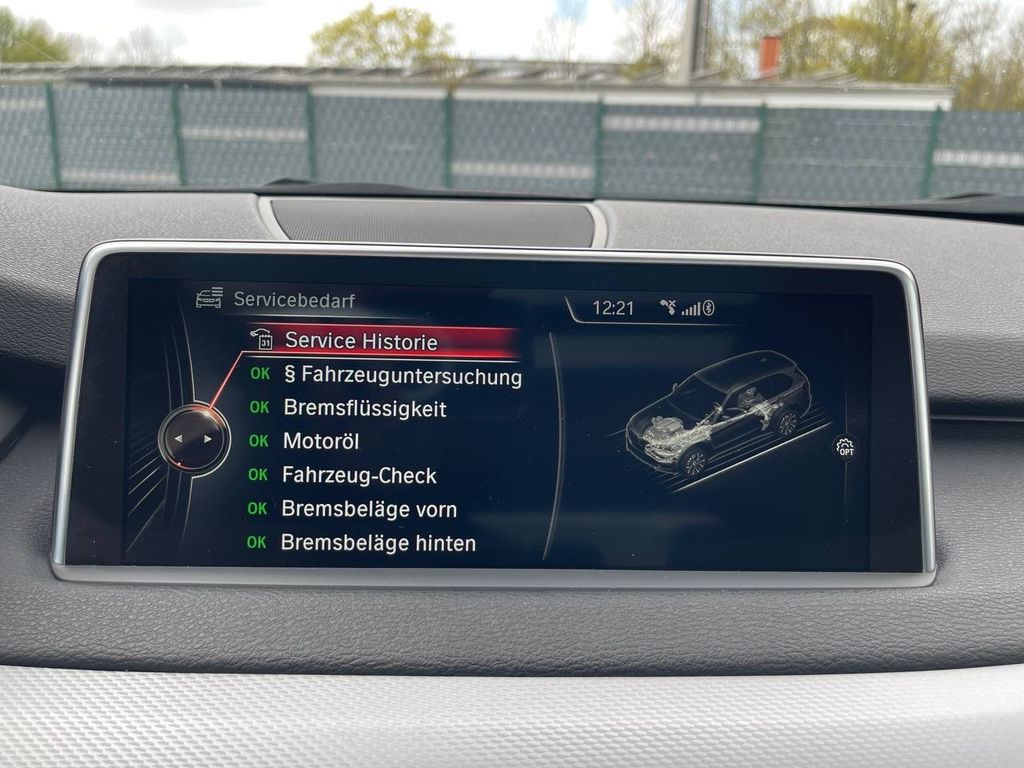 Servicebedarf
12:21
31 Service Historie
OK § Fahrzeuguntersuchung
OK Bremsflüssigkeit
OK Motoröl
OK Fahrzeug-Check
OK Bremsbeläge vorn
OK Bremsbeläge hinten
OPT